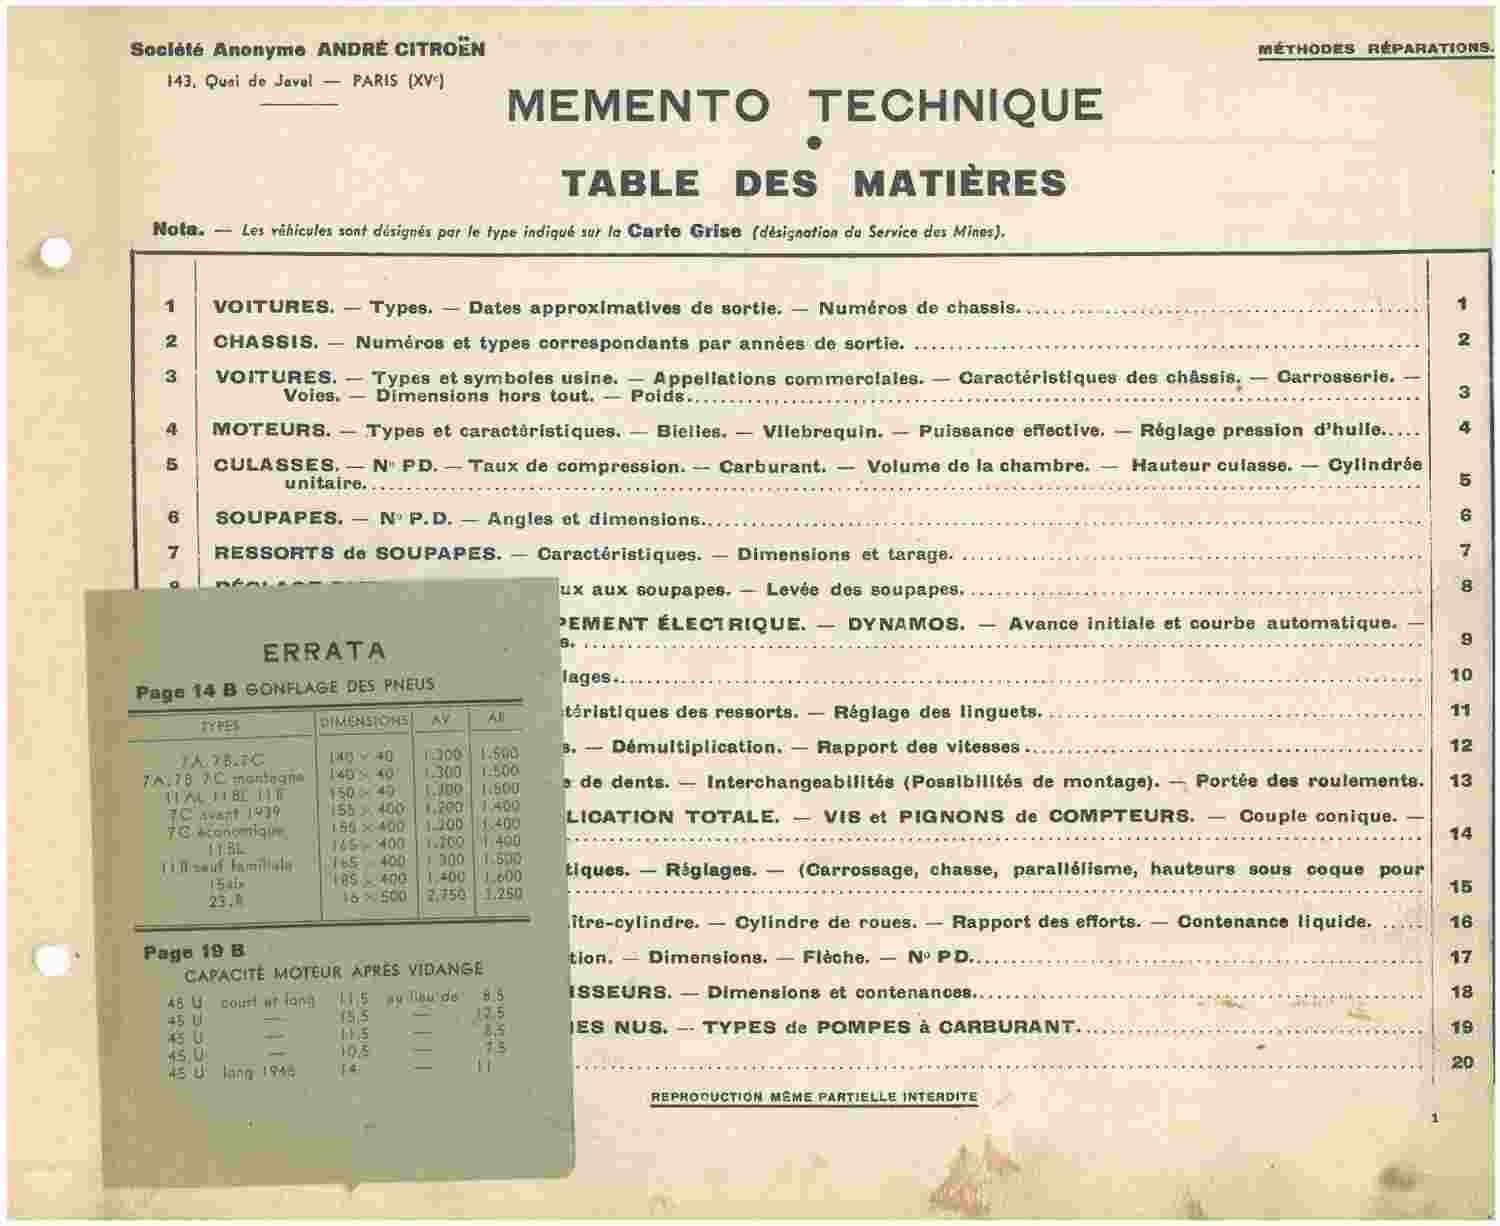 Société Anonyme ANDRÉ CITROËN
143, Quai de Javel — PARIS (XVe)
MÉTHODES RÉPARATIONS.
MEMENTO TECHNIQUE
TABLE DES MATIÈRES
Nota. — Les véhicules sont désignés par le type indiqué sur la Carte Grise (désignation du Service des Mines).
1 VOITURES. — Types. — Dates approximatives de sortie. — Numéros de chassis. 1
2 CHASSIS. — Numéros et types correspondants par années de sortie. 2
3 VOITURES. — Types et symboles usine. — Appellations commerciales. — Caractéristiques des châssis. — Carrosserie. —
Voies. — Dimensions hors tout. — Poids. 3
4 MOTEURS. — Types et caractéristiques. — Bielles. — Vilebrequin. — Puissance effective. — Réglage pression d'huile. 4
5 CULASSES. — No PD. — Taux de compression. — Carburant. — Volume de la chambre. — Hauteur culasse. — Cylindrée
unitaire. 5
6 SOUPAPES. — No P.D. — Angles et dimensions. 6
7 RESSORTS de SOUPAPES. — Caractéristiques. — Dimensions et tarage. 7
8 ux aux soupapes. — Levée des soupapes. 8
PEMENT ÉLECTRIQUE. — DYNAMOS. — Avance initiale et courbe automatique. —
s. 9
lages. 10
téristiques des ressorts. — Réglage des linguets. 11
s. — Démultiplication. — Rapport des vitesses 12
e de dents. — Interchangeabilités (Possibilités de montage). — Portée des roulements. 13
LICATION TOTALE. — VIS et PIGNONS de COMPTEURS. — Couple conique. —
14
tiques. — Réglages. — (Carrossage, chasse, parallélisme, hauteurs sous coque pour
15
ître-cylindre. — Cylindre de roues. — Rapport des efforts. — Contenance liquide. 16
tion. — Dimensions. — Flèche. — No PD. 17
ISSEURS. — Dimensions et contenances. 18
ES NUS. — TYPES de POMPES à CARBURANT. 19
20
REPRODUCTION MÊME PARTIELLE INTERDITE
1
ERRATA
Page 14 B GONFLAGE DES PNEUS
TYPES DIMENSIONS AV AR
7A. 7B. 7C 140 × 40 1.300 1.500
7A. 7B 7C montagne 140 × 40 1.300 1.500
11 AL 11 BL 11 B 150 × 40 1.300 1.500
7C avant 1939 155 × 400 1.200 1.400
7C économique 155 × 400 1.200 1.400
11 BL 165 × 400 1.200 1.400
11 B sauf familiale 165 × 400 1 300 1.500
15 six 185 × 400 1.400 1.600
23. R 16 × 500 2.750 .250
Page 19 B
CAPACITÉ MOTEUR APRÈS VIDANGE
45 U court et long 11,5 au lieu de 8.5
45 U — 15.5 — 12.5
45 U — 11.5 — 8.5
45 U — 10.5 — 7.5
45 U long 1946 14 — 11